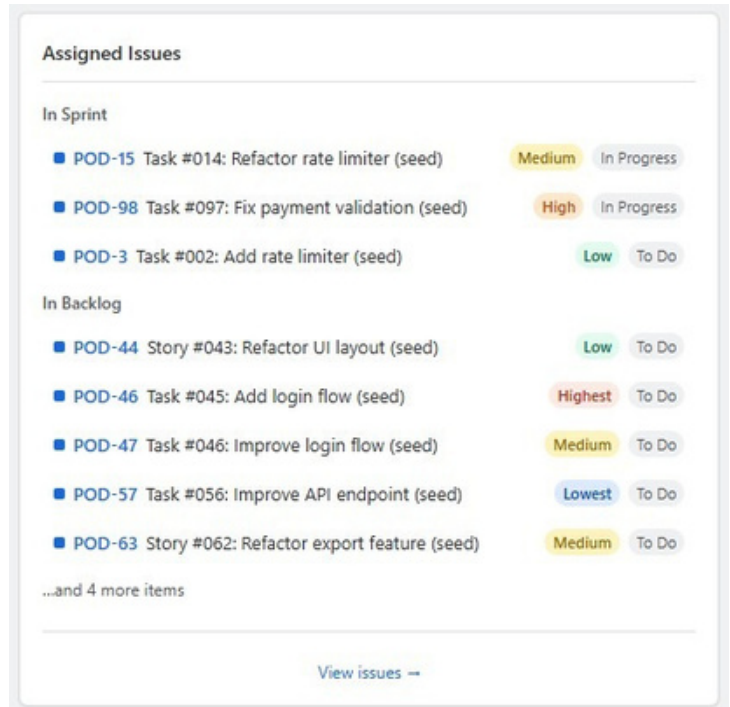 Assigned Issues
In Sprint
POD-15 Task #014: Refactor rate limiter (seed) Medium In Progress
POD-98 Task #097: Fix payment validation (seed) High In Progress
POD-3 Task #002: Add rate limiter (seed) Low To Do
In Backlog
POD-44 Story #043: Refactor UI layout (seed) Low To Do
POD-46 Task #045: Add login flow (seed) Highest To Do
POD-47 Task #046: Improve login flow (seed) Medium To Do
POD-57 Task #056: Improve API endpoint (seed) Lowest To Do
POD-63 Story #062: Refactor export feature (seed) Medium To Do
...and 4 more items
View issues →